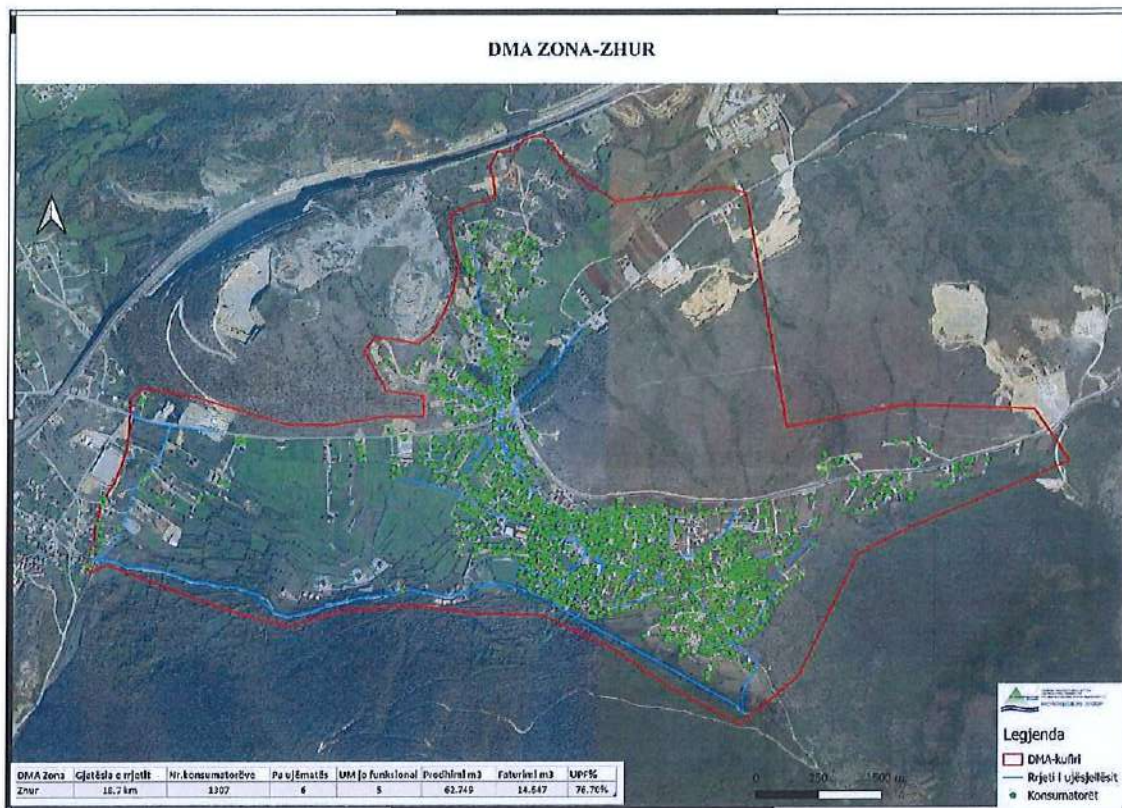 DMA ZONA-ZHUR
DMA Zona Gjatësia e rrjetit Nr.konsumatorëve Pa ujëmatës UM jo funksional Prodhimi m3 Faturimi m3 UPF%
Zhur 18.7 km 1307 6 5 62.749 14.647 76.70%
0 250 500 m
Legjenda
DMA-kufiri
Rrjeti i ujësjellësit
Konsumatorët